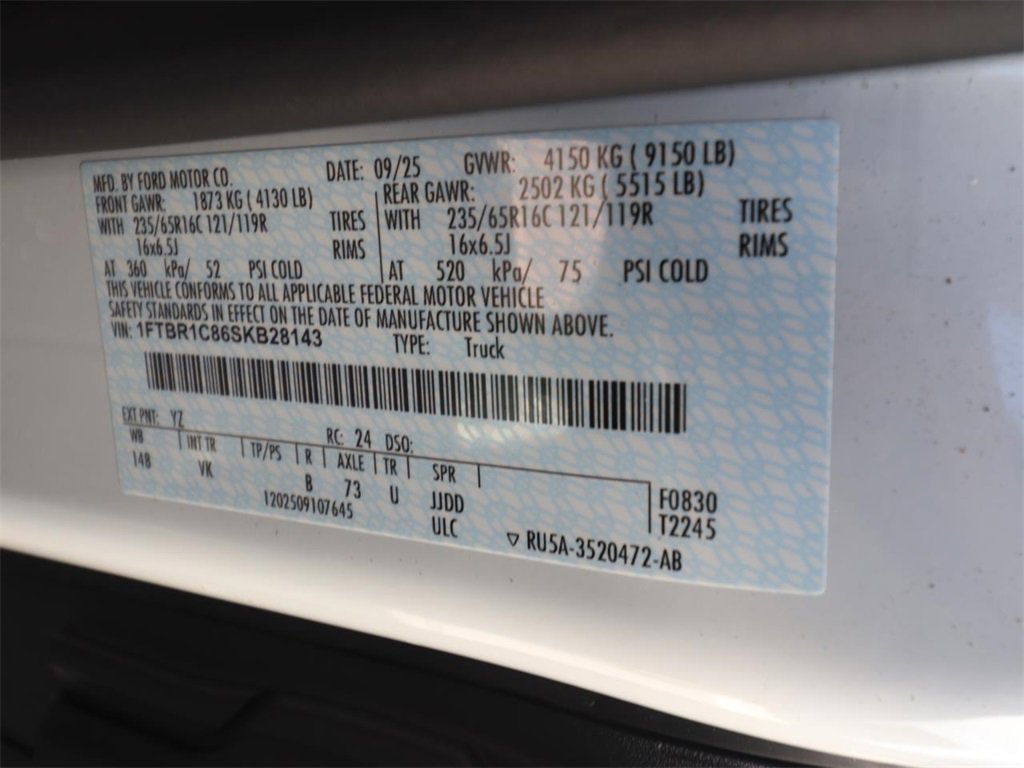 MFD. BY FORD MOTOR CO.
DATE: 09/25 GVWR: 4150 KG ( 9150 LB)
FRONT GAWR: 1873 KG ( 4130 LB)
WITH 235/65R16C 121/119R TIRES
16x6.5J RIMS
AT 360 kPa/ 52 PSI COLD
REAR GAWR: 2502 KG ( 5515 LB)
WITH 235/65R16C 121/119R TIRES
16x6.5J RIMS
AT 520 kPa/ 75 PSI COLD
THIS VEHICLE CONFORMS TO ALL APPLICABLE FEDERAL MOTOR VEHICLE
SAFETY STANDARDS IN EFFECT ON THE DATE OF MANUFACTURE SHOWN ABOVE.
VIN: 1FTBR1C86SKB28143 TYPE: Truck
EXT PNT: YZ RC: 24 DSO:
WB INT TR TP/PS R AXLE TR SPR
148 VK B 73 U JJDD F0830
1202509107645 ULC T2245
RU5A-3520472-AB